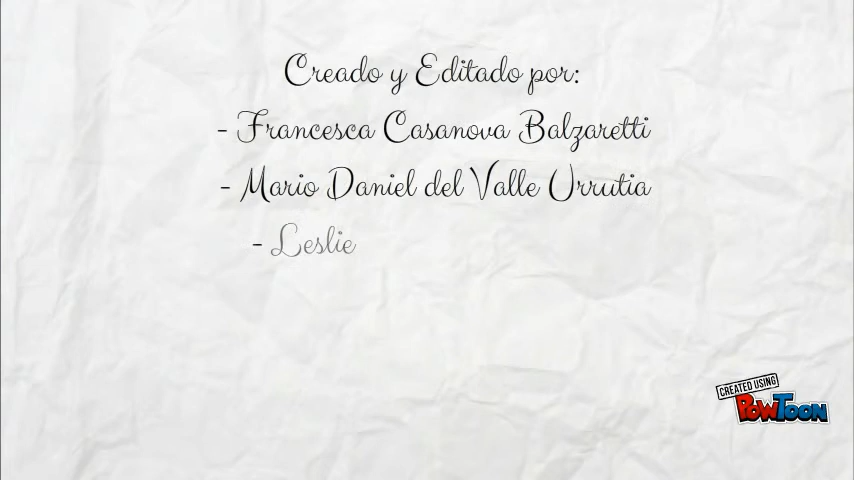 Creado y Editado por:
- Francesca Casanova Balzaretti
- Mario Daniel del Valle Urrutia
- Leslie
CREATED USING
POWTOON